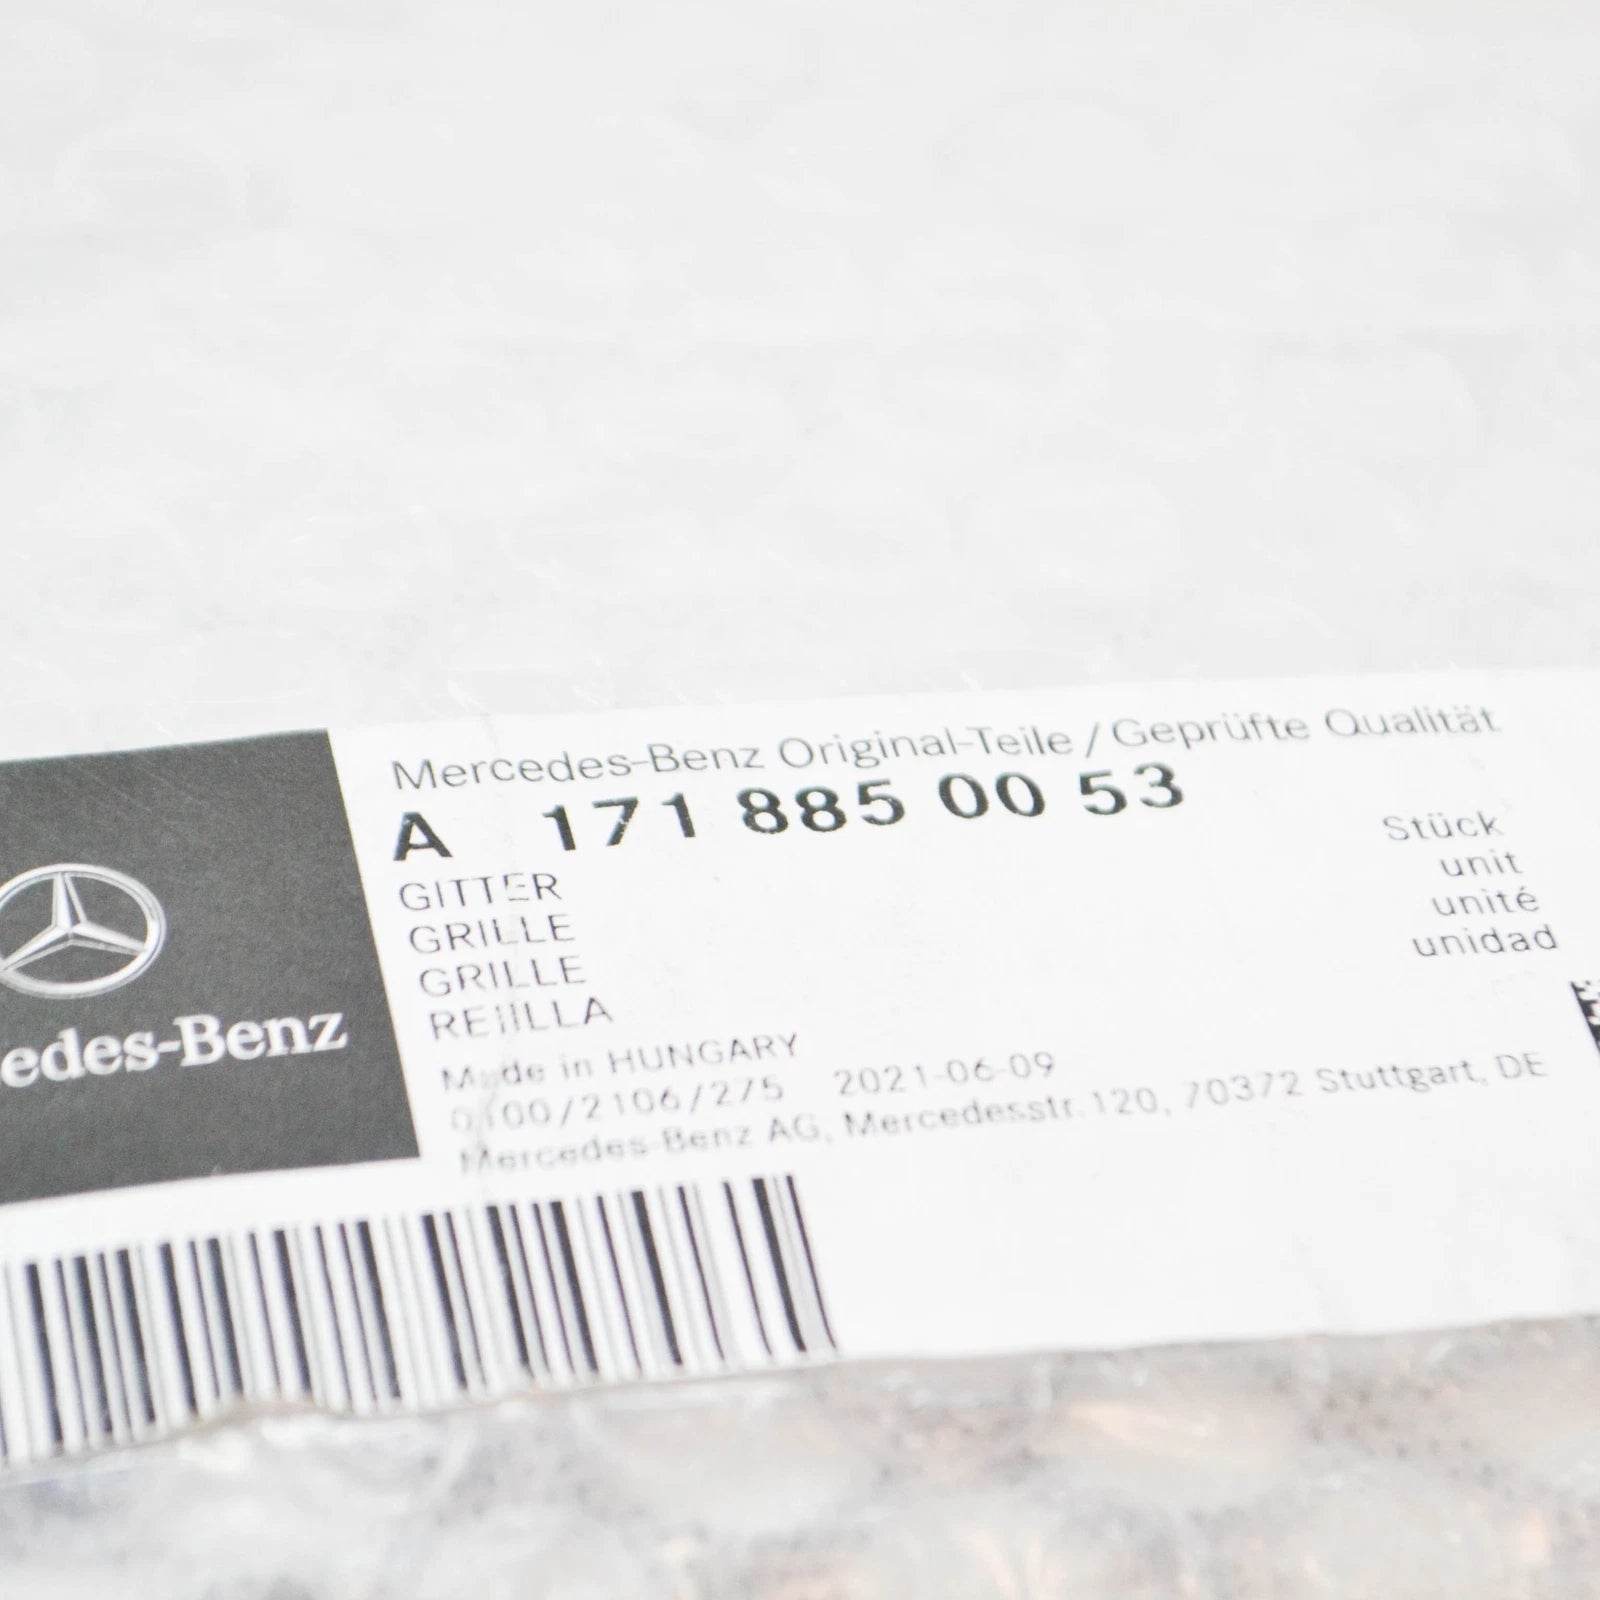 Mercedes-Benz Original-Teile / Geprüfte Qualität
A 171 885 00 53
GITTER
GRILLE
GRILLE
REJILLA
Stück
unit
unité
unidad
Made in HUNGARY
0100/2106/275 2021-06-09
Mercedes-Benz AG, Mercedesstr. 120, 70372 Stuttgart, DE
edes-Benz